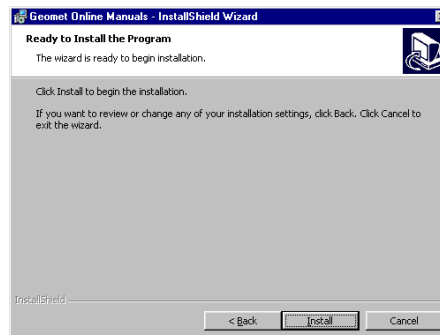 Geomet Online Manuals - InstallShield Wizard
Ready to Install the Program
The wizard is ready to begin installation.
Click Install to begin the installation.
If you want to review or change any of your installation settings, click Back. Click Cancel to
exit the wizard.
InstallShield
< Back Install Cancel